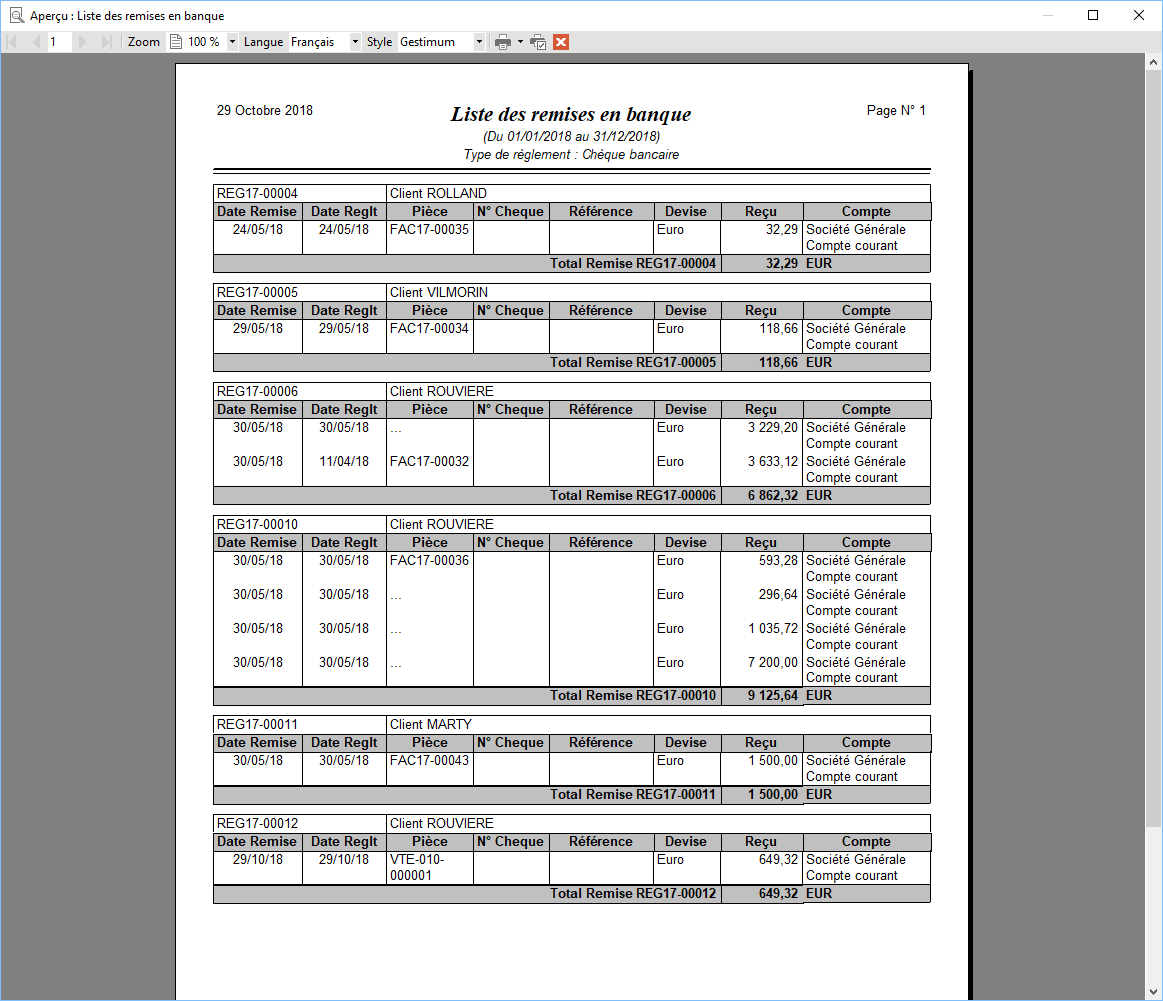 Aperçu : Liste des remises en banque
1 Zoom 100 % Langue Français Style Gestimum
29 Octobre 2018 Liste des remises en banque Page N° 1
(Du 01/01/2018 au 31/12/2018)
Type de règlement : Chèque bancaire
REG17-00004 Client ROLLAND
Date Remise Date Reglt Pièce N° Cheque Référence Devise Reçu Compte
24/05/18 24/05/18 FAC17-00035 Euro 32,29 Société Générale
Compte courant
Total Remise REG17-00004 32,29 EUR
REG17-00005 Client VILMORIN
Date Remise Date Reglt Pièce N° Cheque Référence Devise Reçu Compte
29/05/18 29/05/18 FAC17-00034 Euro 118,66 Société Générale
Compte courant
Total Remise REG17-00005 118,66 EUR
REG17-00006 Client ROUVIERE
Date Remise Date Reglt Pièce N° Cheque Référence Devise Reçu Compte
30/05/18 30/05/18 ... Euro 3 229,20 Société Générale
Compte courant
30/05/18 11/04/18 FAC17-00032 Euro 3 633,12 Société Générale
Compte courant
Total Remise REG17-00006 6 862,32 EUR
REG17-00010 Client ROUVIERE
Date Remise Date Reglt Pièce N° Cheque Référence Devise Reçu Compte
30/05/18 30/05/18 FAC17-00036 Euro 593,28 Société Générale
Compte courant
30/05/18 30/05/18 ... Euro 296,64 Société Générale
Compte courant
30/05/18 30/05/18 ... Euro 1 035,72 Société Générale
Compte courant
30/05/18 30/05/18 ... Euro 7 200,00 Société Générale
Compte courant
Total Remise REG17-00010 9 125,64 EUR
REG17-00011 Client MARTY
Date Remise Date Reglt Pièce N° Cheque Référence Devise Reçu Compte
30/05/18 30/05/18 FAC17-00043 Euro 1 500,00 Société Générale
Compte courant
Total Remise REG17-00011 1 500,00 EUR
REG17-00012 Client ROUVIERE
Date Remise Date Reglt Pièce N° Cheque Référence Devise Reçu Compte
29/10/18 29/10/18 VTE-010- Euro 649,32 Société Générale
000001 Compte courant
Total Remise REG17-00012 649,32 EUR